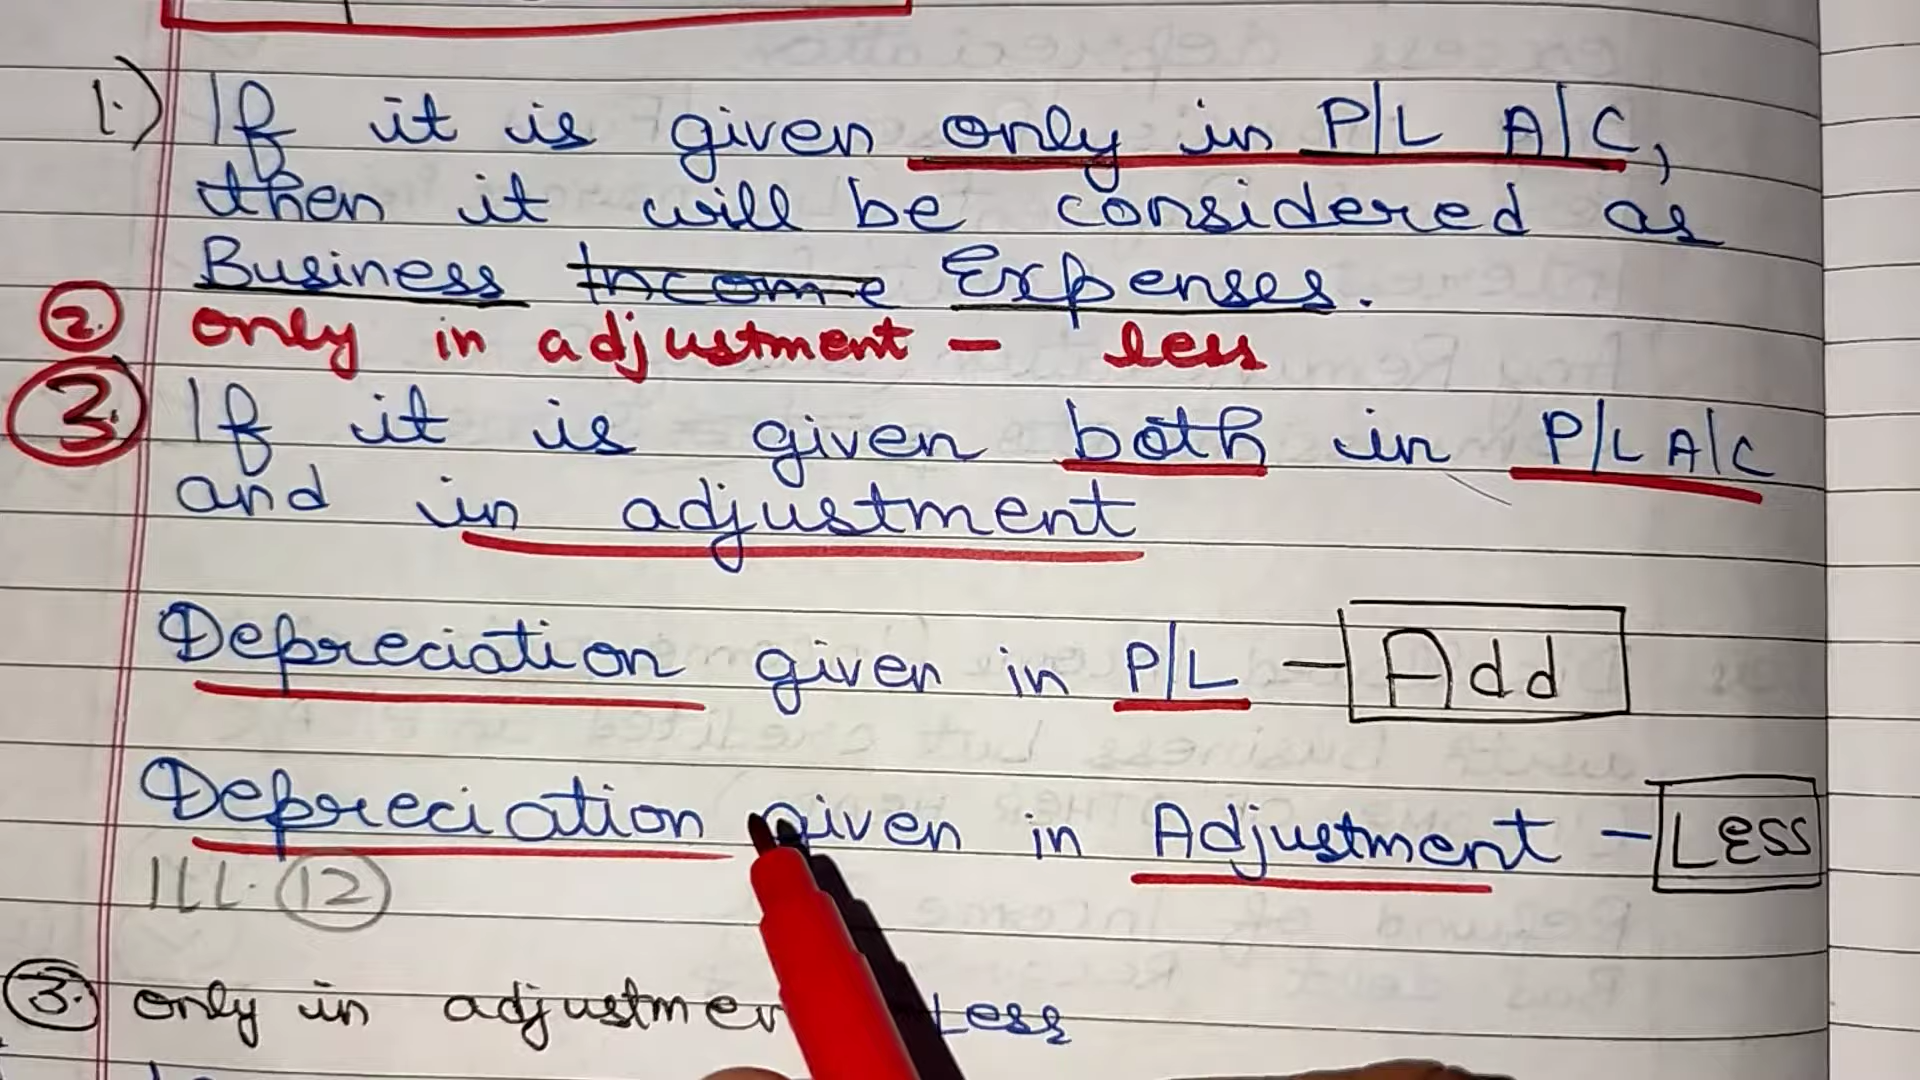 1.) If it is given only in P/L A/C,
then it will be considered as
Business Income Expenses.
2. only in adjustment - less
3. If it is given both in P/L A/C
and in adjustment
Depreciation given in P/L - Add
Depreciation given in Adjustment - Less
ILL. 12
3. only in adjustmen Less